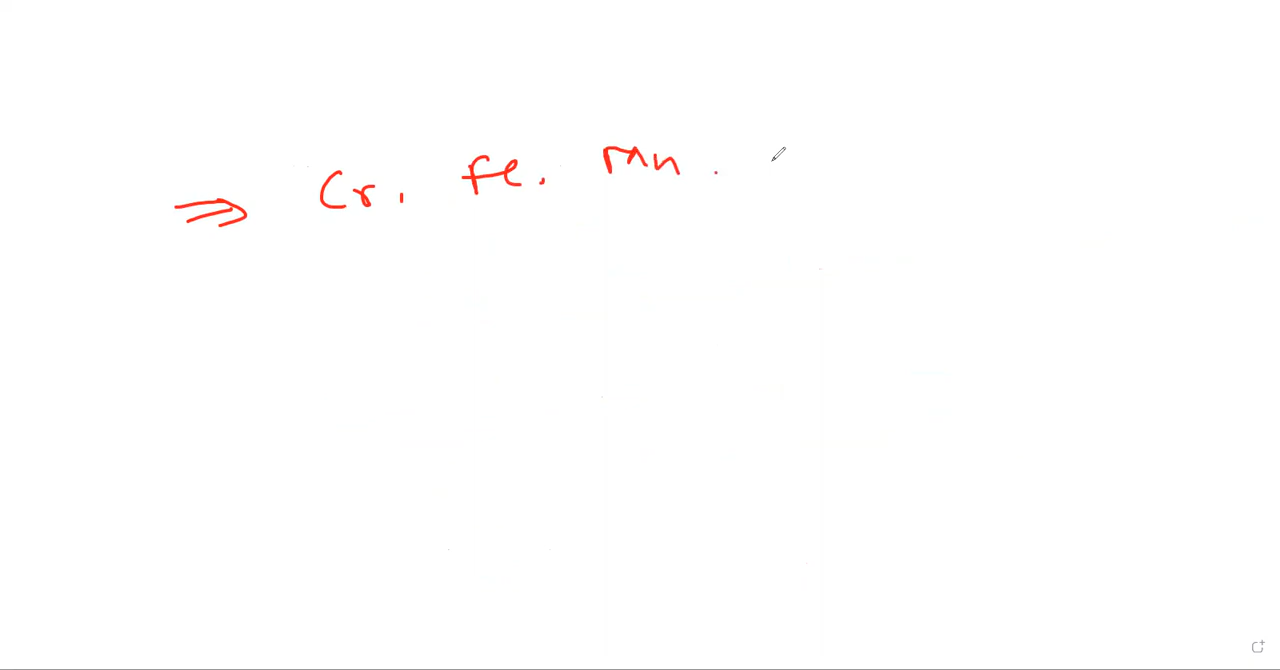 ⇒ Cr, Fe, Mn.